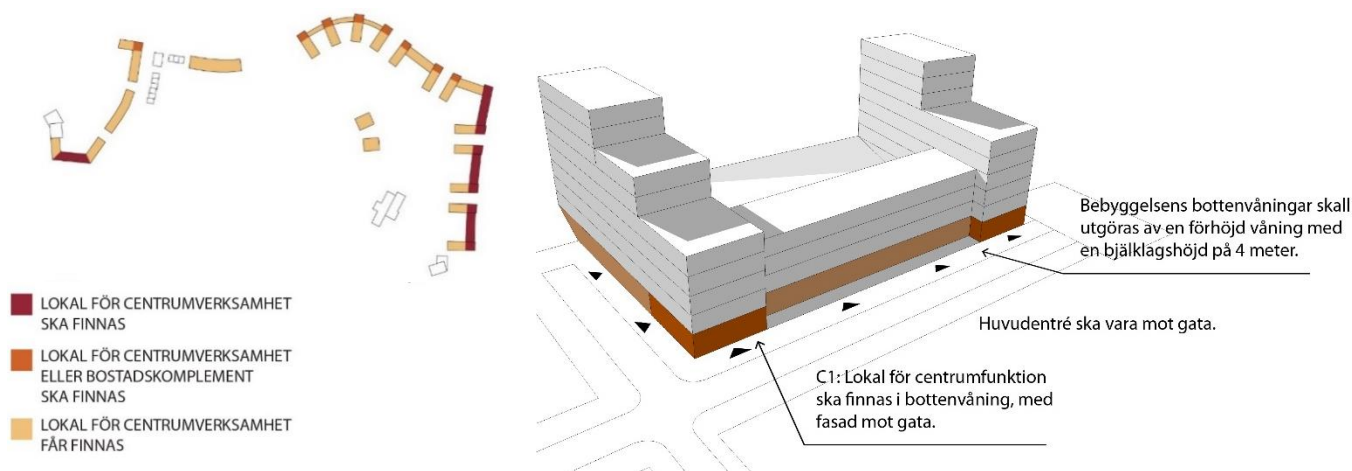 LOKAL FÖR CENTRUMVERKSAMHET
SKA FINNAS
LOKAL FÖR CENTRUMVERKSAMHET
ELLER BOSTADSKOMPLEMENT
SKA FINNAS
LOKAL FÖR CENTRUMVERKSAMHET
FÅR FINNAS
Bebyggelsens bottenvåningar skall
utgöras av en förhöjd våning med
en bjälklagshöjd på 4 meter.
Huvudentré ska vara mot gata.
C1: Lokal för centrumfunktion
ska finnas i bottenvåning, med
fasad mot gata.